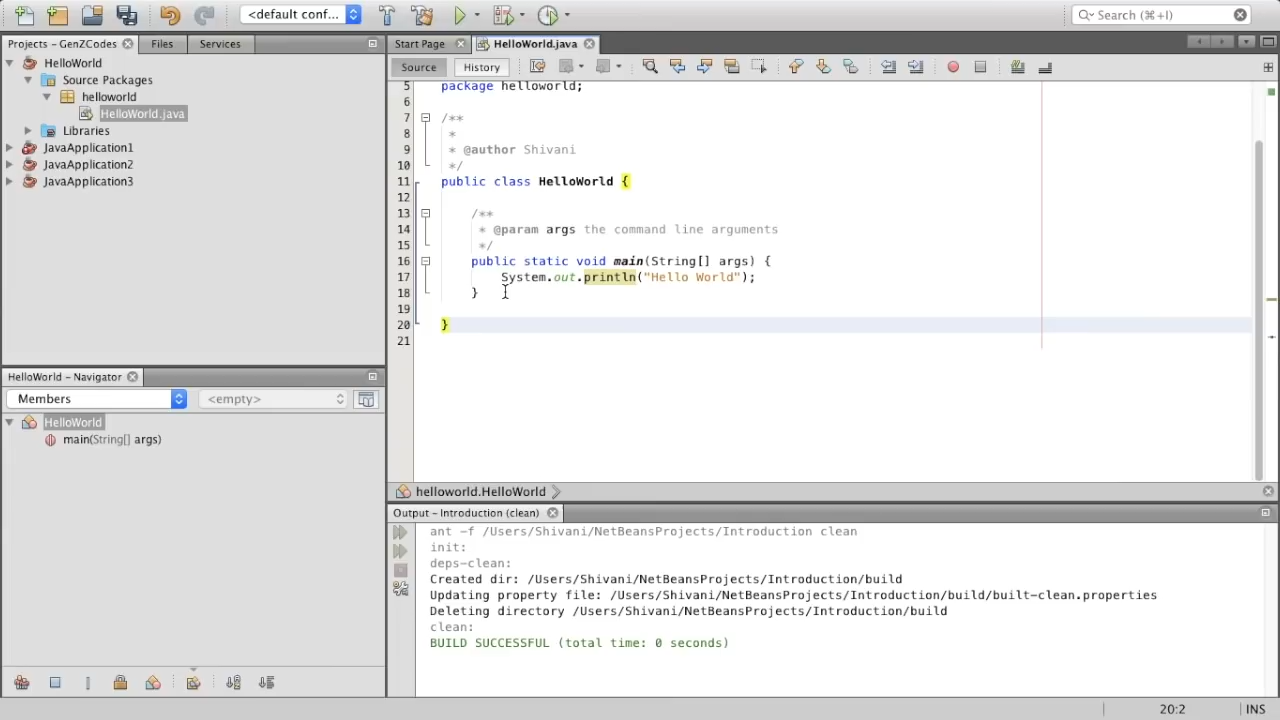 <default conf...
Search (⌘+I)
Projects – GenZCodes
Files
Services
Start Page
HelloWorld.java
HelloWorld
Source Packages
helloworld
HelloWorld.java
Libraries
JavaApplication1
JavaApplication2
JavaApplication3
Source
History
5 package helloworld;
6
7 /**
8 *
9 * @author Shivani
10 */
11 public class HelloWorld {
12
13 /**
14 * @param args the command line arguments
15 */
16 public static void main(String[] args) {
17 System.out.println("Hello World");
18 }
19
20 }
21
HelloWorld – Navigator
Members
<empty>
HelloWorld
main(String[] args)
helloworld.HelloWorld
Output – Introduction (clean)
ant -f /Users/Shivani/NetBeansProjects/Introduction clean
init:
deps-clean:
Created dir: /Users/Shivani/NetBeansProjects/Introduction/build
Updating property file: /Users/Shivani/NetBeansProjects/Introduction/build/built-clean.properties
Deleting directory /Users/Shivani/NetBeansProjects/Introduction/build
clean:
BUILD SUCCESSFUL (total time: 0 seconds)
20:2
INS